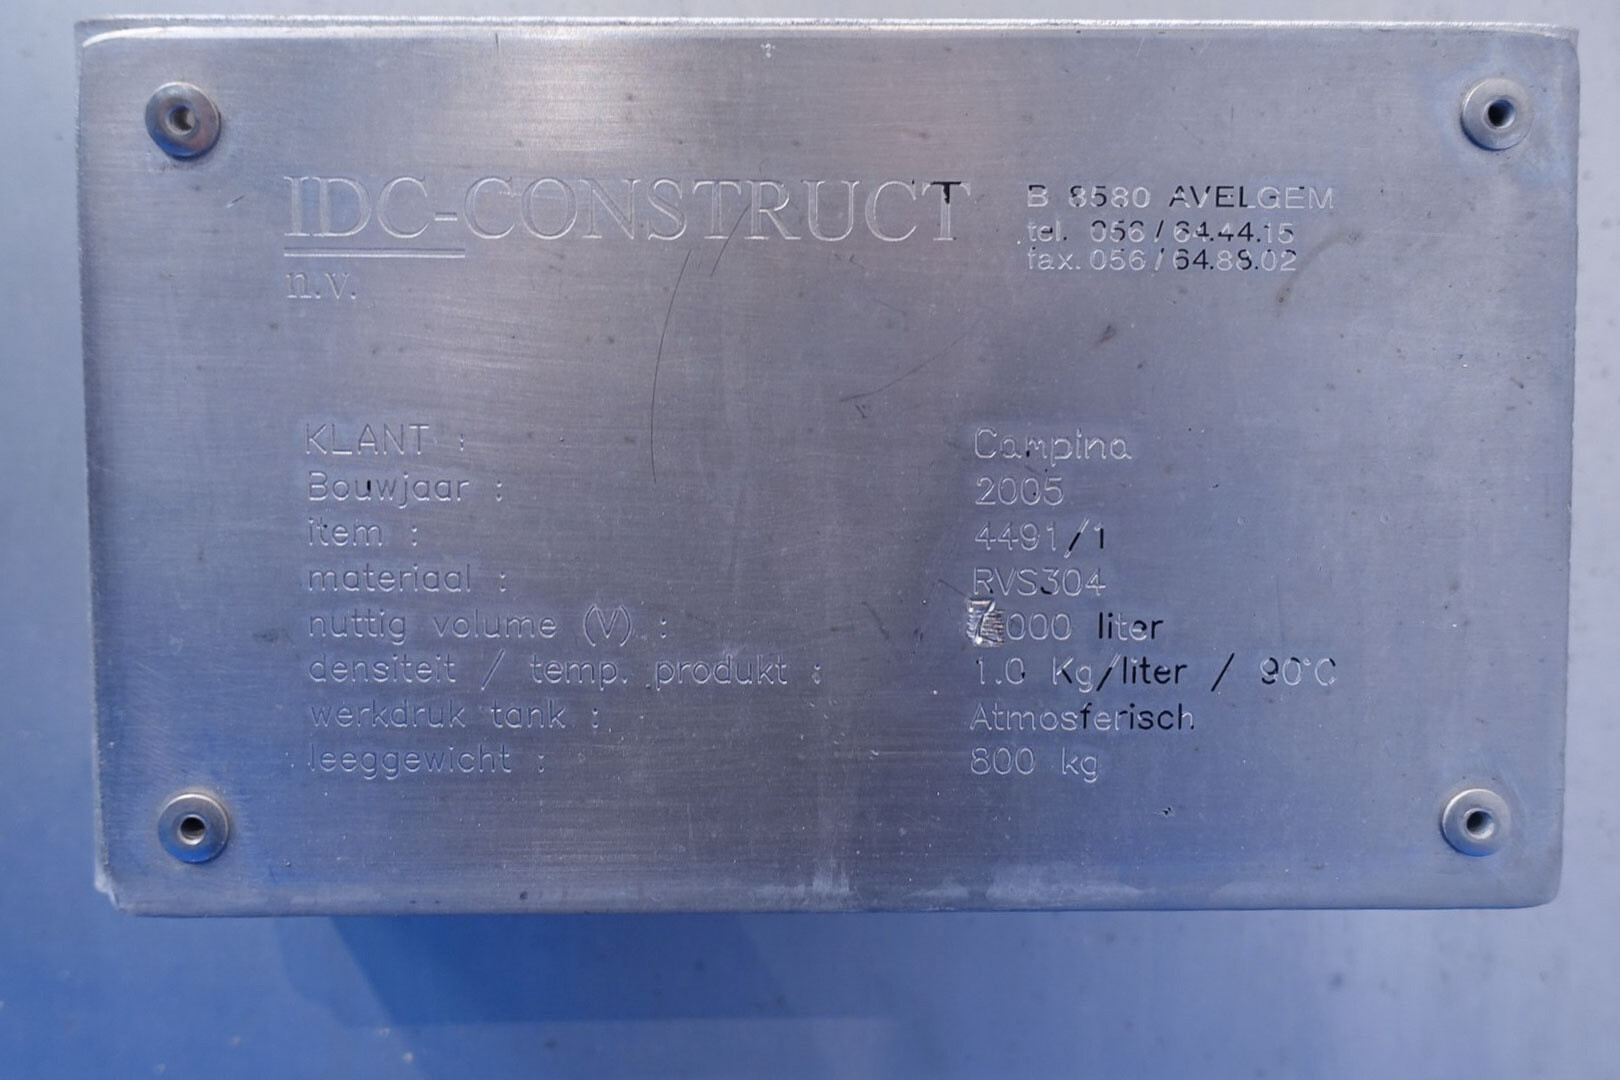 IDC-CONSTRUCT
n.v.
B 8580 AVELGEM
tel. 056/64.44.15
fax. 056/64.88.02
KLANT : Campina
Bouwjaar : 2005
item : 4491/1
materiaal : RVS304
nuttig volume (V) : 7000 liter
densiteit / temp. produkt : 1.0 Kg/liter / 90°C
werkdruk tank : Atmosferisch
leeggewicht : 800 kg